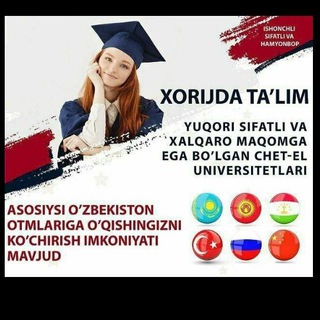 ISHONCHLI
SIFATLI VA
HAMYONBOP
XORIJDA TA'LIM
YUQORI SIFATLI VA
XALQARO MAQOMGA
EGA BO'LGAN CHET-EL
UNIVERSITETLARI
ASOSIYSI O'ZBEKISTON
OTMLARIGA O'QISHINGIZNI
KO'CHIRISH IMKONIYATI
MAVJUD